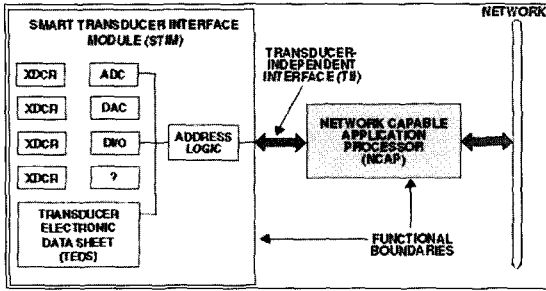 NETWORK
SMART TRANSDUCER INTERFACE
MODULE (STIM)
TRANSDUCER-
INDEPENDENT
INTERFACE (TII)
XDCR
ADC
XDCR
DAC
XDCR
DI/O
XDCR
?
ADDRESS
LOGIC
NETWORK CAPABLE
APPLICATION
PROCESSOR
(NCAP)
TRANSDUCER
ELECTRONIC
DATA SHEET
(TEDS)
FUNCTIONAL
BOUNDARIES